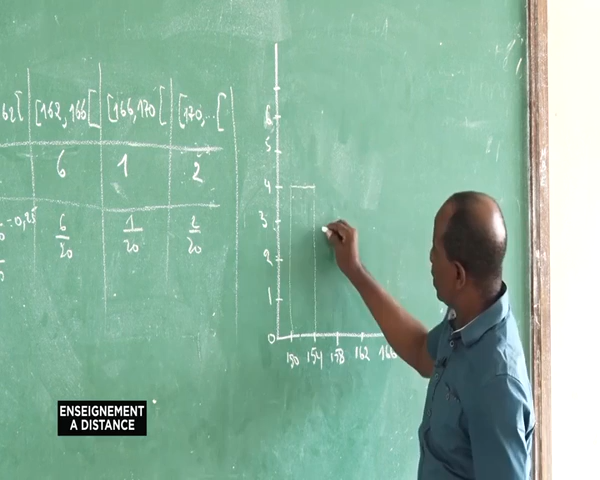 62[ [162, 166[ [166, 170[ [170, ...[
6 1 2
=0,25 6/20 1/20 2/20
6
5
4
3
2
1
0
150 154 158 162 166
ENSEIGNEMENT
A DISTANCE